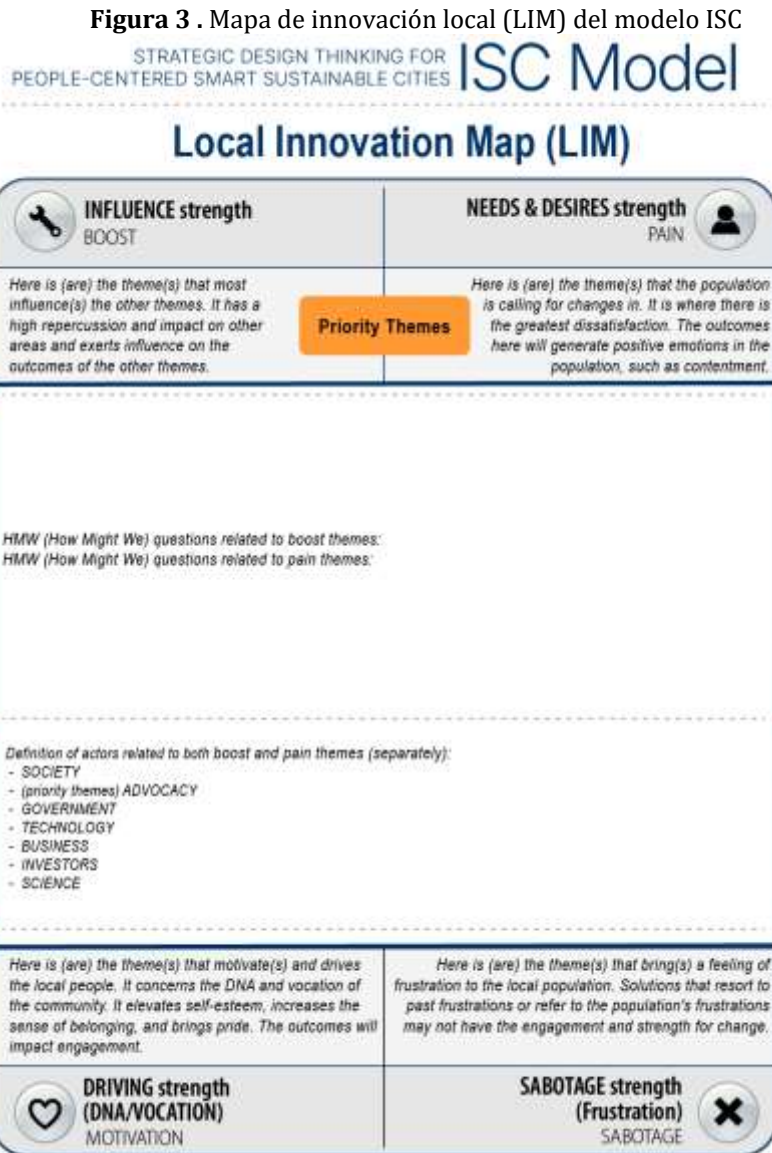 Figura 3 . Mapa de innovación local (LIM) del modelo ISC
STRATEGIC DESIGN THINKING FOR
PEOPLE-CENTERED SMART SUSTAINABLE CITIES
ISC Model
Local Innovation Map (LIM)
INFLUENCE strength
BOOST
NEEDS & DESIRES strength
PAIN
Here is (are) the theme(s) that most
influence(s) the other themes. It has a
high repercussion and impact on other
areas and exerts influence on the
outcomes of the other themes.
Priority Themes
Here is (are) the theme(s) that the population
is calling for changes in. It is where there is
the greatest dissatisfaction. The outcomes
here will generate positive emotions in the
population, such as contentment.
HMW (How Might We) questions related to boost themes:
HMW (How Might We) questions related to pain themes:
Definition of actors related to both boost and pain themes (separately):
- SOCIETY
- (priority themes) ADVOCACY
- GOVERNMENT
- TECHNOLOGY
- BUSINESS
- INVESTORS
- SCIENCE
Here is (are) the theme(s) that motivate(s) and drives
the local people. It concerns the DNA and vocation of
the community. It elevates self-esteem, increases the
sense of belonging, and brings pride. The outcomes will
impact engagement.
Here is (are) the theme(s) that bring(s) a feeling of
frustration to the local population. Solutions that resort to
past frustrations or refer to the population's frustrations
may not have the engagement and strength for change.
DRIVING strength
(DNA/VOCATION)
MOTIVATION
SABOTAGE strength
(Frustration)
SABOTAGE